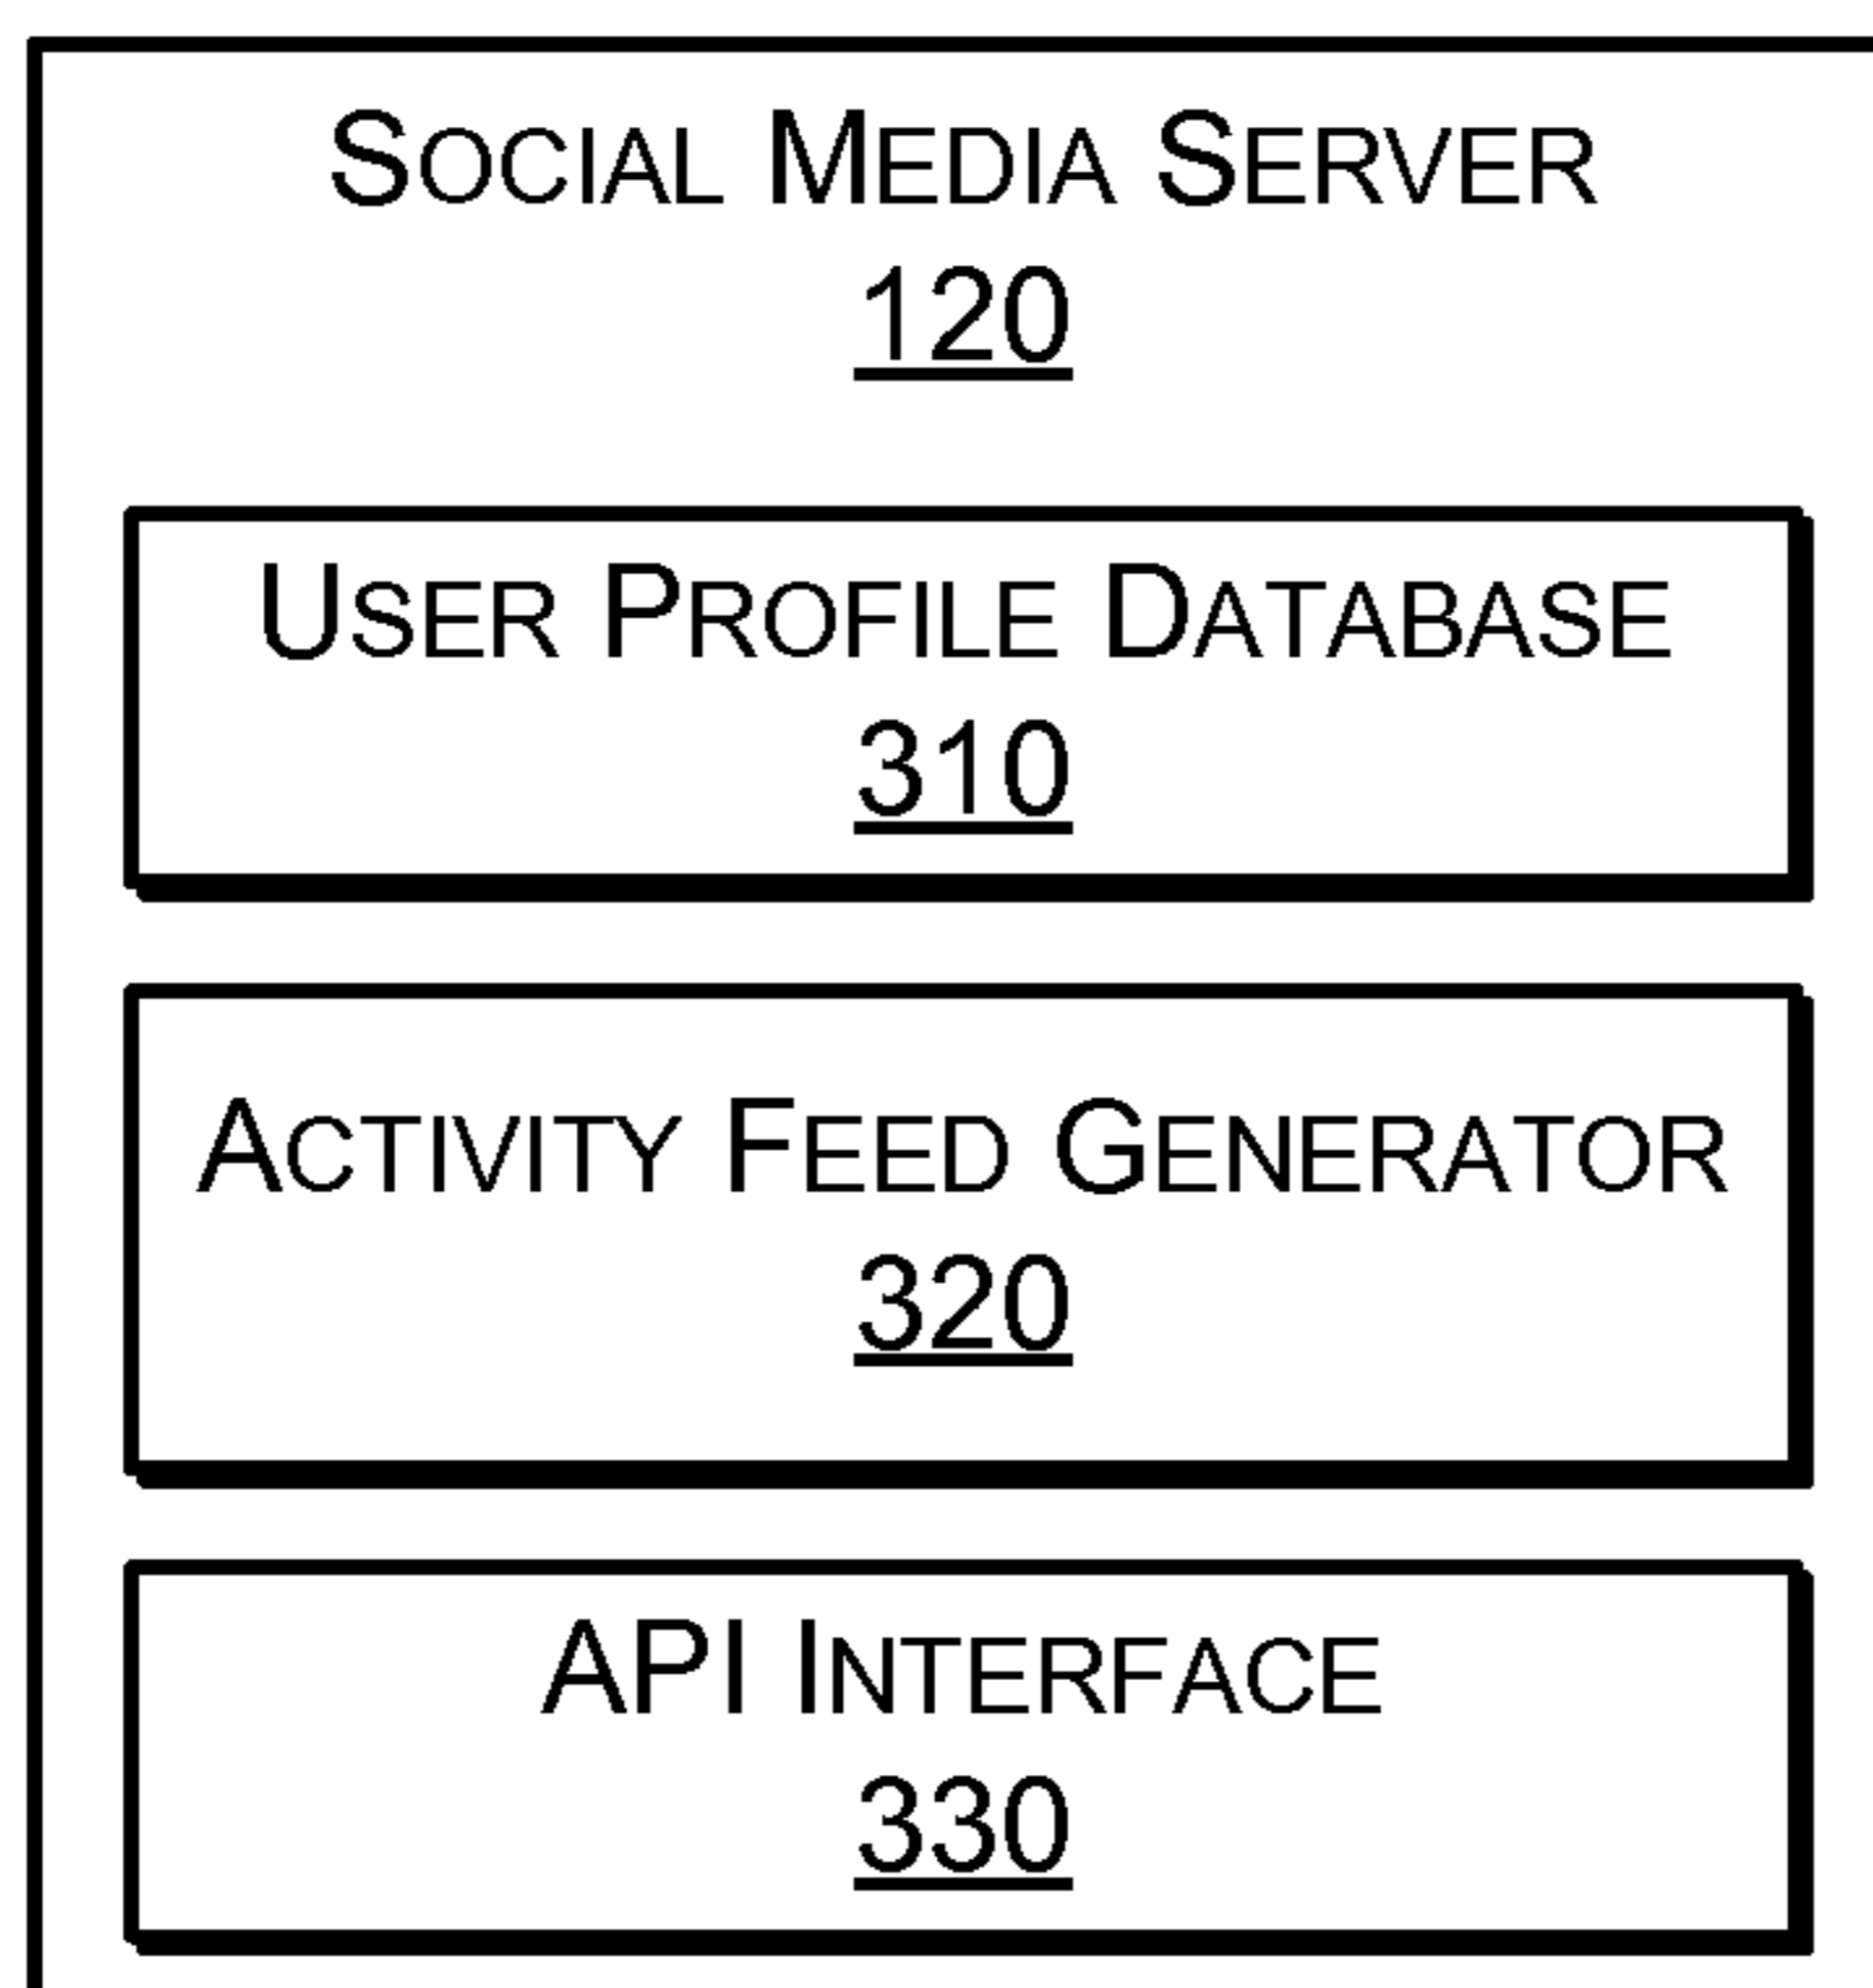 SOCIAL MEDIA SERVER
120
USER PROFILE DATABASE
310
ACTIVITY FEED GENERATOR
320
API INTERFACE
330